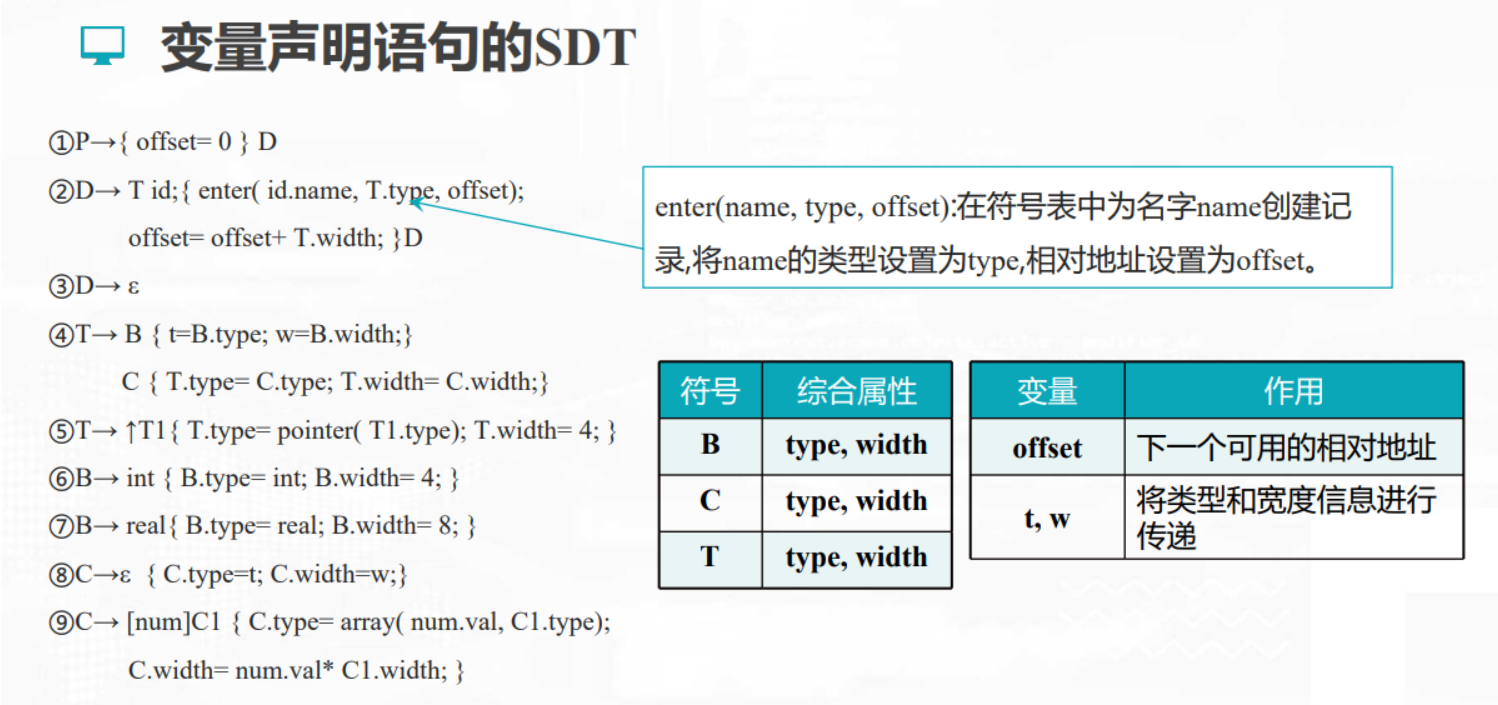 变量声明语句的SDT
①P→{ offset= 0 } D
②D→ T id;{ enter( id.name, T.type, offset);
offset= offset+ T.width; }D
③D→ ε
④T→ B { t=B.type; w=B.width;}
C { T.type= C.type; T.width= C.width;}
⑤T→ ↑T1{ T.type= pointer( T1.type); T.width= 4; }
⑥B→ int { B.type= int; B.width= 4; }
⑦B→ real{ B.type= real; B.width= 8; }
⑧C→ε { C.type=t; C.width=w;}
⑨C→ [num]C1 { C.type= array( num.val, C1.type);
C.width= num.val* C1.width; }
enter(name, type, offset):在符号表中为名字name创建记
录,将name的类型设置为type,相对地址设置为offset。
符号 综合属性
B type, width
C type, width
T type, width
变量 作用
offset 下一个可用的相对地址
t, w 将类型和宽度信息进行
传递